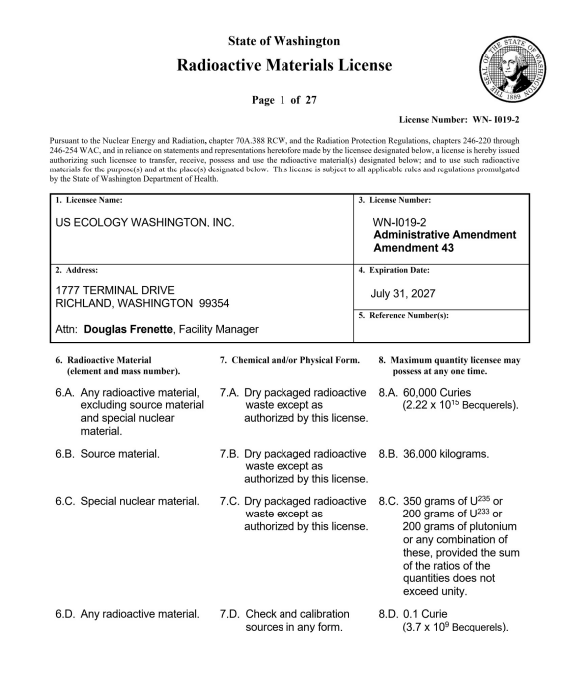 State of Washington
Radioactive Materials License
Page 1 of 27
License Number: WN- I019-2
Pursuant to the Nuclear Energy and Radiation, chapter 70A.388 RCW, and the Radiation Protection Regulations, chapters 246-220 through
246-254 WAC, and in reliance on statements and representations heretofore made by the licensee designated below, a license is hereby issued
authorizing such licensee to transfer, receive, possess and use the radioactive material(s) designated below; and to use such radioactive
materials for the purpose(s) and at the place(s) designated below. This license is subject to all applicable rules and regulations promulgated
by the State of Washington Department of Health.
THE SEAL OF THE STATE OF WASHINGTON
1889
1. Licensee Name:
US ECOLOGY WASHINGTON, INC.
3. License Number:
WN-I019-2
Administrative Amendment
Amendment 43
2. Address:
1777 TERMINAL DRIVE
RICHLAND, WASHINGTON 99354
Attn: Douglas Frenette, Facility Manager
4. Expiration Date:
July 31, 2027
5. Reference Number(s):
6. Radioactive Material
(element and mass number).
7. Chemical and/or Physical Form.
8. Maximum quantity licensee may
possess at any one time.
6.A. Any radioactive material,
excluding source material
and special nuclear
material.
7.A. Dry packaged radioactive
waste except as
authorized by this license.
8.A. 60,000 Curies
(2.22 x 10¹⁵ Becquerels).
6.B. Source material.
7.B. Dry packaged radioactive
waste except as
authorized by this license.
8.B. 36.000 kilograms.
6.C. Special nuclear material.
7.C. Dry packaged radioactive
waste except as
authorized by this license.
8.C. 350 grams of U²³⁵ or
200 grams of U²³³ or
200 grams of plutonium
or any combination of
these, provided the sum
of the ratios of the
quantities does not
exceed unity.
6.D. Any radioactive material.
7.D. Check and calibration
sources in any form.
8.D. 0.1 Curie
(3.7 x 10⁹ Becquerels).